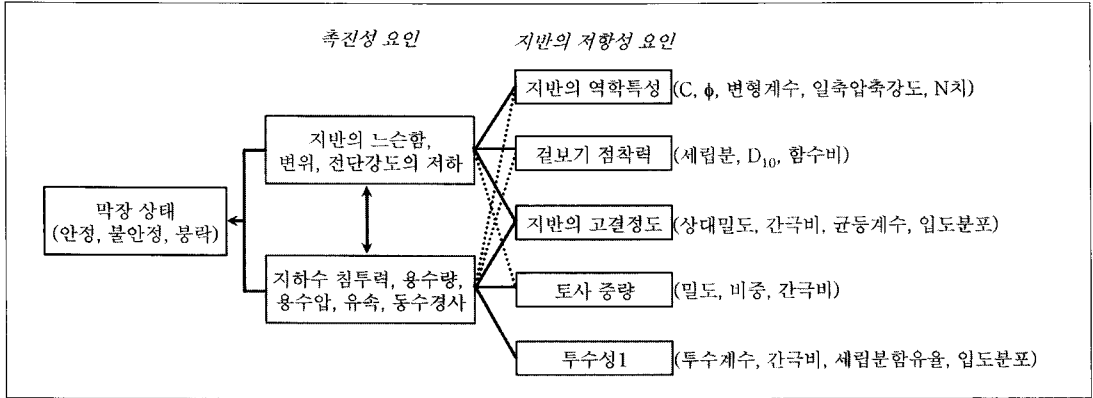 촉진성 요인
지반의 저항성 요인
지반의 역학특성 (C, ϕ, 변형계수, 일축압축강도, N치)
지반의 느슨함,
변위, 전단강도의 저하
겉보기 점착력 (세립분, D₁₀, 함수비)
막장 상태
(안정, 불안정, 붕락)
지반의 고결정도 (상대밀도, 간극비, 균등계수, 입도분포)
지하수 침투력, 용수량,
용수압, 유속, 동수경사
토사 중량 (밀도, 비중, 간극비)
투수성1 (투수계수, 간극비, 세립분함유율, 입도분포)